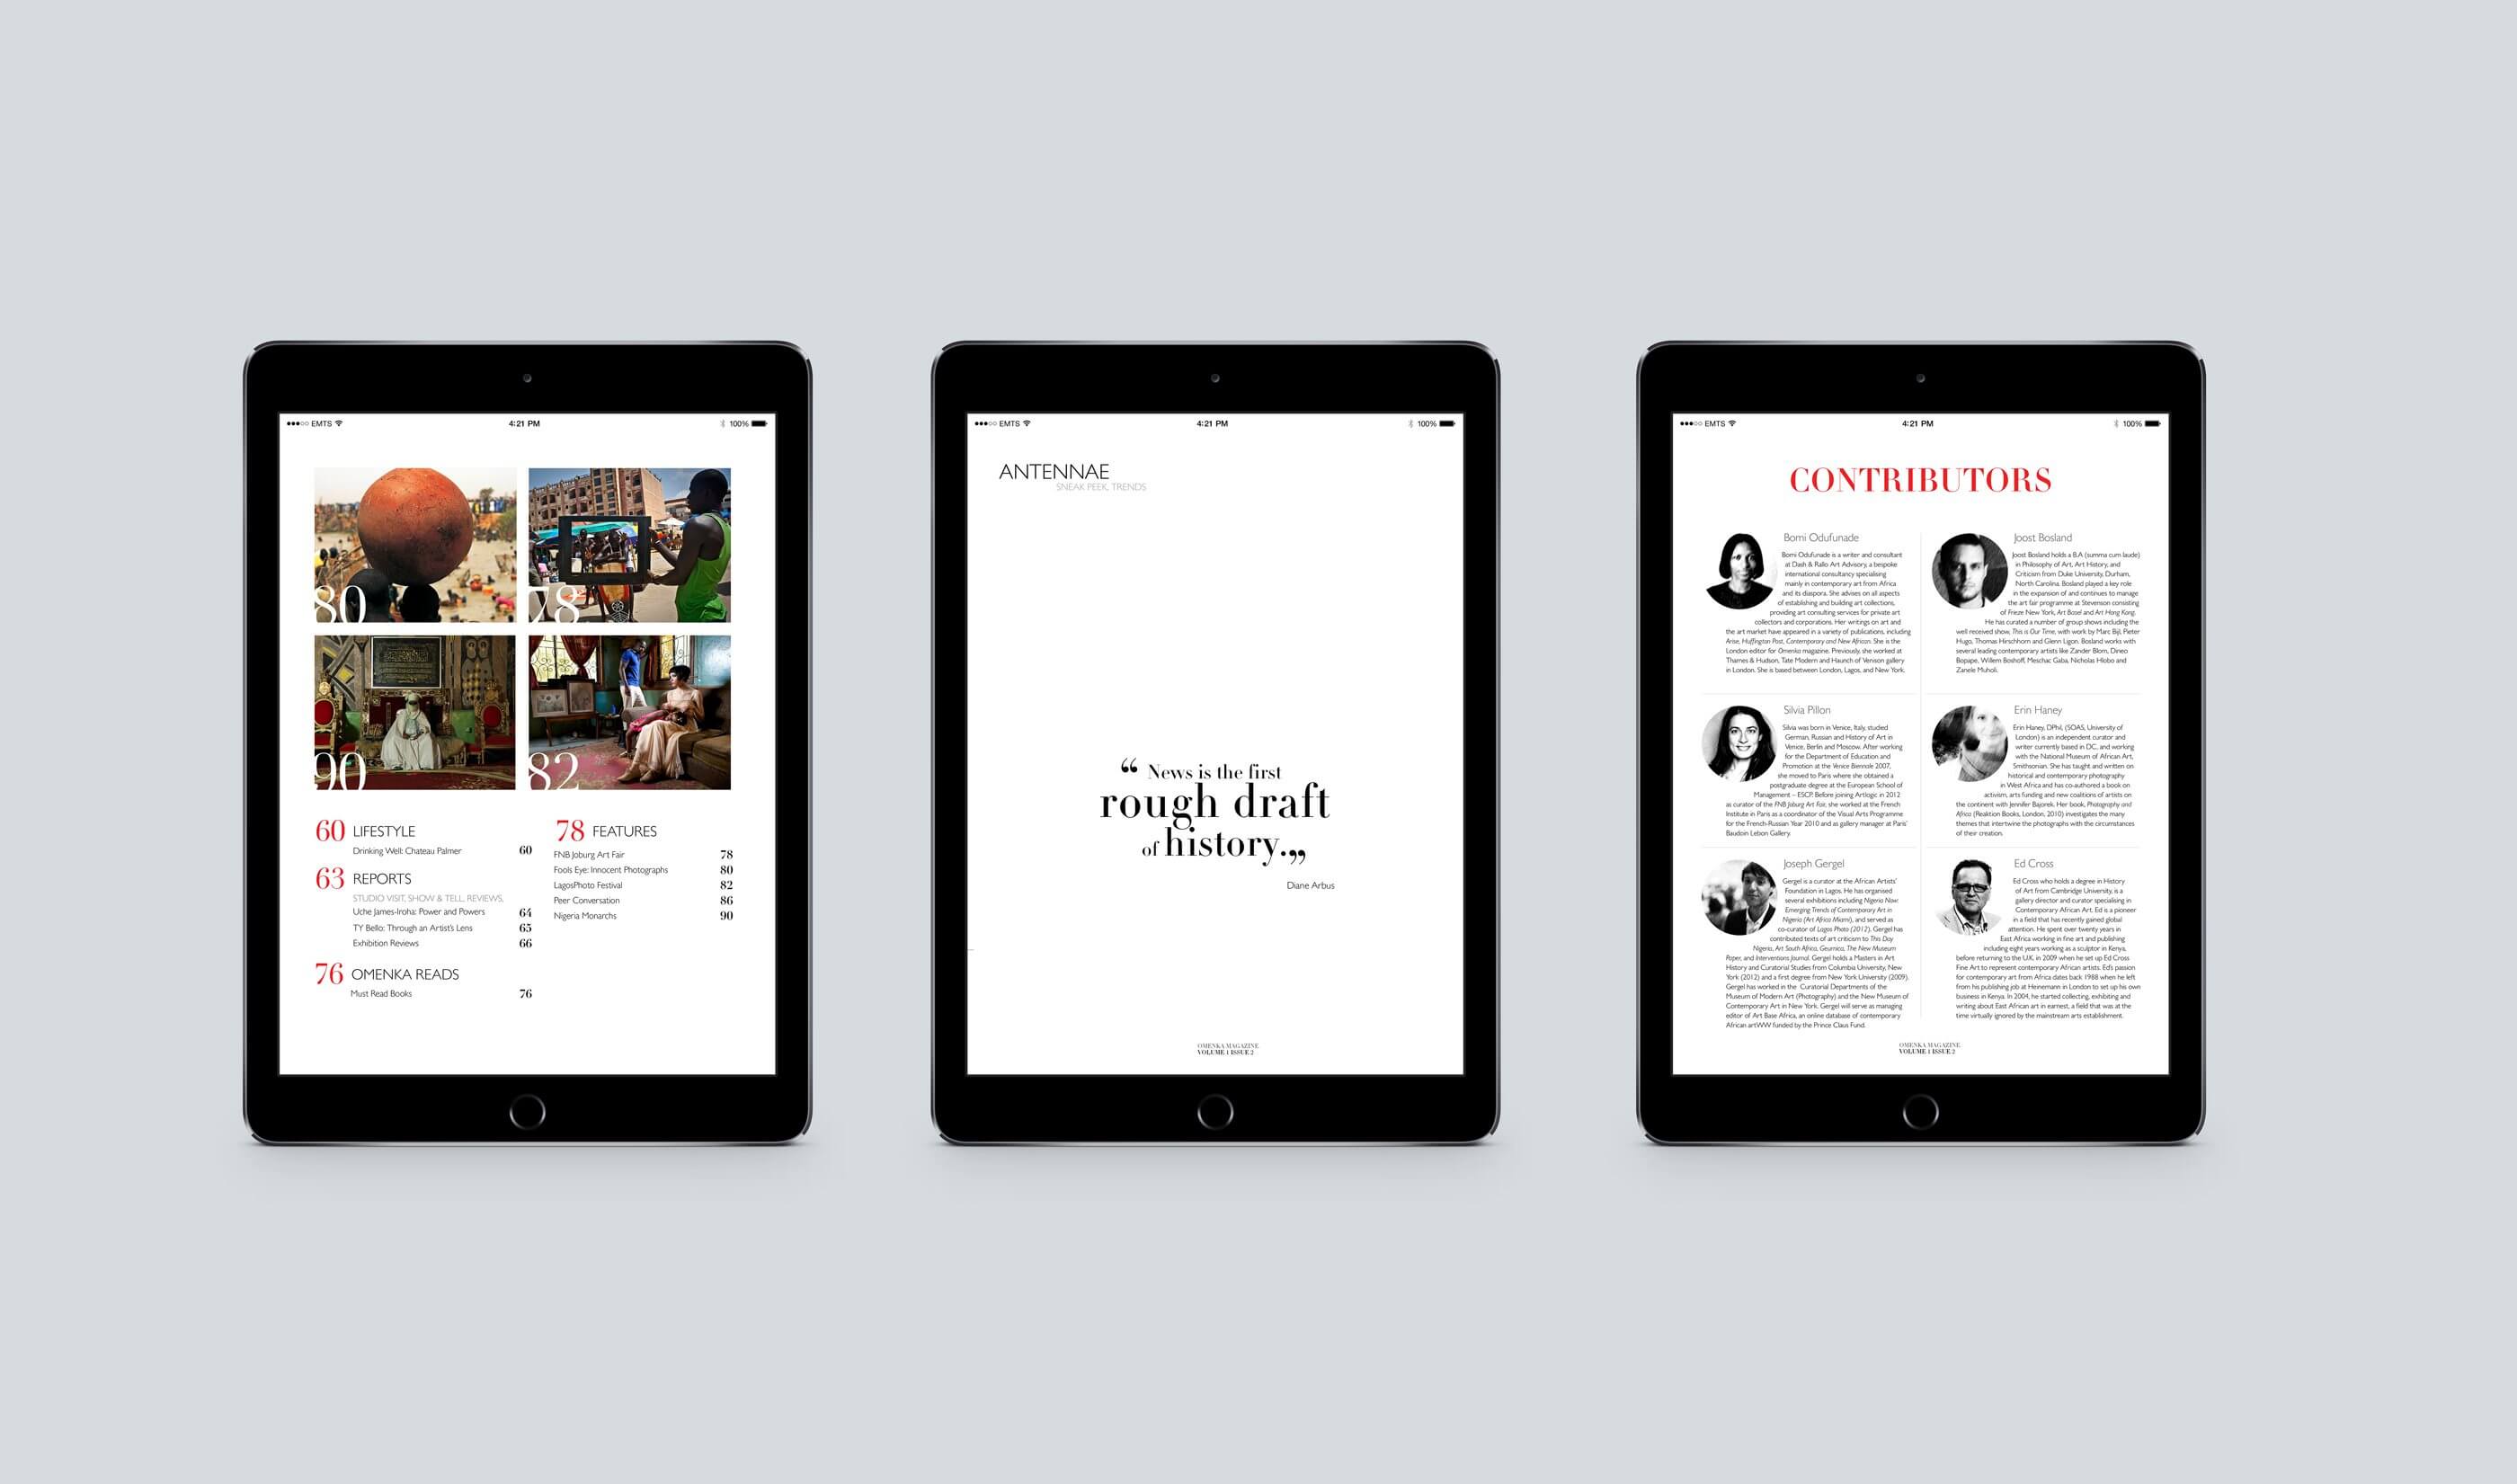 ●●●○○ EMTS
4:21 PM
100%
80
78
90
82
60 LIFESTYLE
Drinking Well: Chateau Palmer 60
63 REPORTS
STUDIO VISIT, SHOW & TELL, REVIEWS,
Uche James-Iroha: Power and Powers 64
TY Bello: Through an Artist's Lens 65
Exhibition Reviews 66
76 OMENKA READS
Must Read Books 76
78 FEATURES
FNB Joburg Art Fair 78
Fools Eye: Innocent Photographs 80
LagosPhoto Festival 82
Peer Conversation 86
Nigeria Monarchs 90
●●●○○ EMTS
4:21 PM
100%
ANTENNAE
SNEAK PEEK, TRENDS
“ News is the first
rough draft
of history.„
Diane Arbus
OMENKA MAGAZINE
VOLUME 1 ISSUE 2
●●●○○ EMTS
4:21 PM
100%
CONTRIBUTORS
Bomi Odufunade
Bomi Odufunade is a writer and consultant
at Dash & Rallo Art Advisory, a bespoke
international consultancy specialising
mainly in contemporary art from Africa
and its diaspora. She advises on all aspects
of establishing and building art collections,
providing art consulting services for private art
collectors and corporations. Her writings on art and
the art market have appeared in a variety of publications, including
Arise, Huffington Post, Contemporary and New African. She is the
London editor for Omenka magazine. Previously, she worked at
Thames & Hudson, Tate Modern and Haunch of Venison gallery
in London. She is based between London, Lagos, and New York.
Joost Bosland
Joost Bosland holds a B.A (summa cum laude)
in Philosophy of Art, Art History, and
Criticism from Duke University, Durham,
North Carolina. Bosland played a key role
in the expansion of and continues to manage
the art fair programme at Stevenson consisting
of Frieze New York, Art Basel and Art Hong Kong.
He has curated a number of group shows including the
well received show, This is Our Time, with work by Marc Bijl, Pieter
Hugo, Thomas Hirschhorn and Glenn Ligon. Bosland works with
several leading contemporary artists like Zander Blom, Dineo
Bopape, Willem Boshoff, Meschac Gaba, Nicholas Hlobo and
Zanele Muholi.
Silvia Pillon
Silvia was born in Venice, Italy, studied
German, Russian and History of Art in
Venice, Berlin and Moscow. After working
for the Department of Education and
Promotion at the Venice Biennale 2007,
she moved to Paris where she obtained a
postgraduate degree at the European School of
Management – ESCP. Before joining Artlogic in 2012
as curator of the FNB Joburg Art Fair, she worked at the French
Institute in Paris as a coordinator of the Visual Arts Programme
for the French-Russian Year 2010 and as gallery manager at Paris'
Baudoin Lebon Gallery.
Erin Haney
Erin Haney, DPhil, (SOAS, University of
London) is an independent curator and
writer currently based in DC, and working
with the National Museum of African Art,
Smithsonian. She has taught and written on
historical and contemporary photography
in West Africa and has co-authored a book on
activism, arts funding and new coalitions of artists on
the continent with Jennifer Bajorek. Her book, Photography and
Africa (Reaktion Books, London, 2010) investigates the many
themes that intertwine the photographs with the circumstances
of their creation.
Joseph Gergel
Gergel is a curator at the African Artists'
Foundation in Lagos. He has organised
several exhibitions including Nigeria Now:
Emerging Trends of Contemporary Art in
Nigeria (Art Africa Miami), and served as
co-curator of Lagos Photo (2012). Gergel has
contributed texts of art criticism to This Day
Nigeria, Art South Africa, Geurnica, The New Museum
Paper, and Interventions Journal. Gergel holds a Masters in Art
History and Curatorial Studies from Columbia University, New
York (2012) and a first degree from New York University (2009).
Gergel has worked in the Curatorial Departments of the
Museum of Modern Art (Photography) and the New Museum of
Contemporary Art in New York. Gergel will serve as managing
editor of Art Base Africa, an online database of contemporary
African artWW funded by the Prince Claus Fund.
Ed Cross
Ed Cross who holds a degree in History
of Art from Cambridge University, is a
gallery director and curator specialising in
Contemporary African Art. Ed is a pioneer
in a field that has recently gained global
attention. He spent over twenty years in
East Africa working in fine art and publishing
including eight years working as a sculptor in Kenya,
before returning to the U.K. in 2009 when he set up Ed Cross
Fine Art to represent contemporary African artists. Ed's passion
for contemporary art from Africa dates back 1988 when he left
from his publishing job at Heinemann in London to set up his own
business in Kenya. In 2004, he started collecting, exhibiting and
writing about East African art in earnest, a field that was at the
time virtually ignored by the mainstream arts establishment.
OMENKA MAGAZINE
VOLUME 1 ISSUE 2